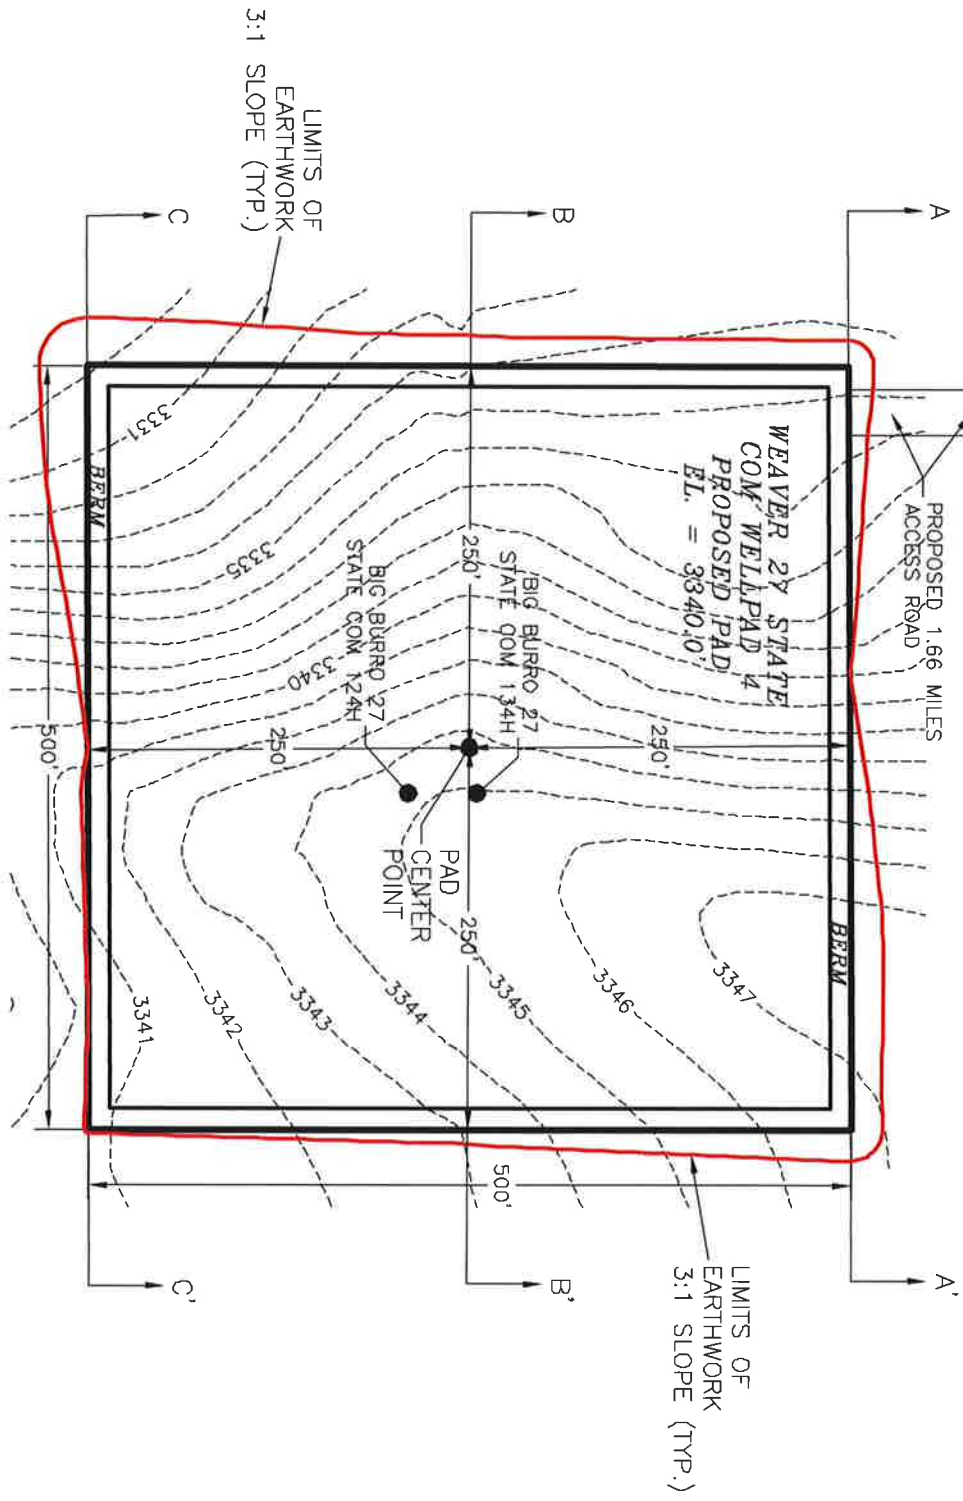 A
B
C
LIMITS OF
EARTHWORK
3:1 SLOPE (TYP.)
PROPOSED 1.66 MILES
ACCESS ROAD
WEAVER 27 STATE
COM WELLPAD 4
PROPOSED PAD
EL. = 3340.0'
BIG BURRO 27
STATE COM 134H
BIG BURRO 27
STATE COM 124H
PAD
CENTER
POINT
250'
250'
250'
250'
500'
500'
BERM
BERM
3331
3335
3340
3341
3342
3343
3344
3345
3346
3347
A'
B'
C'
LIMITS OF
EARTHWORK
3:1 SLOPE (TYP.)